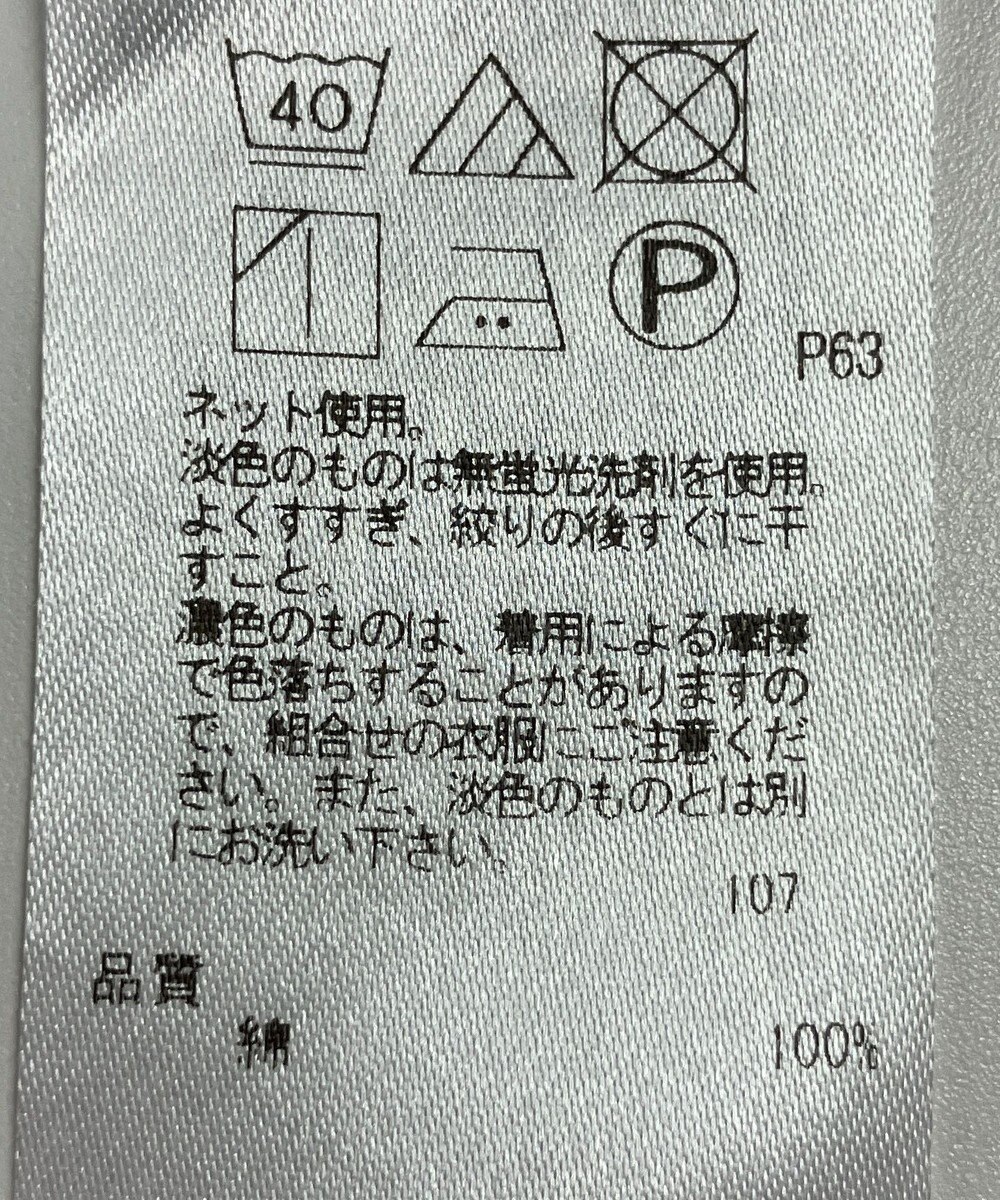 40
P
P63
ネット使用。
淡色のものは無蛍光洗剤を使用。
よくすすぎ、絞りの後すぐに干
すこと。
濃色のものは、着用による摩擦
で色落ちすることがありますの
で、組合せの衣服にご注意くだ
さい。また、淡色のものとは別
にお洗い下さい。
107
品質
綿 100%